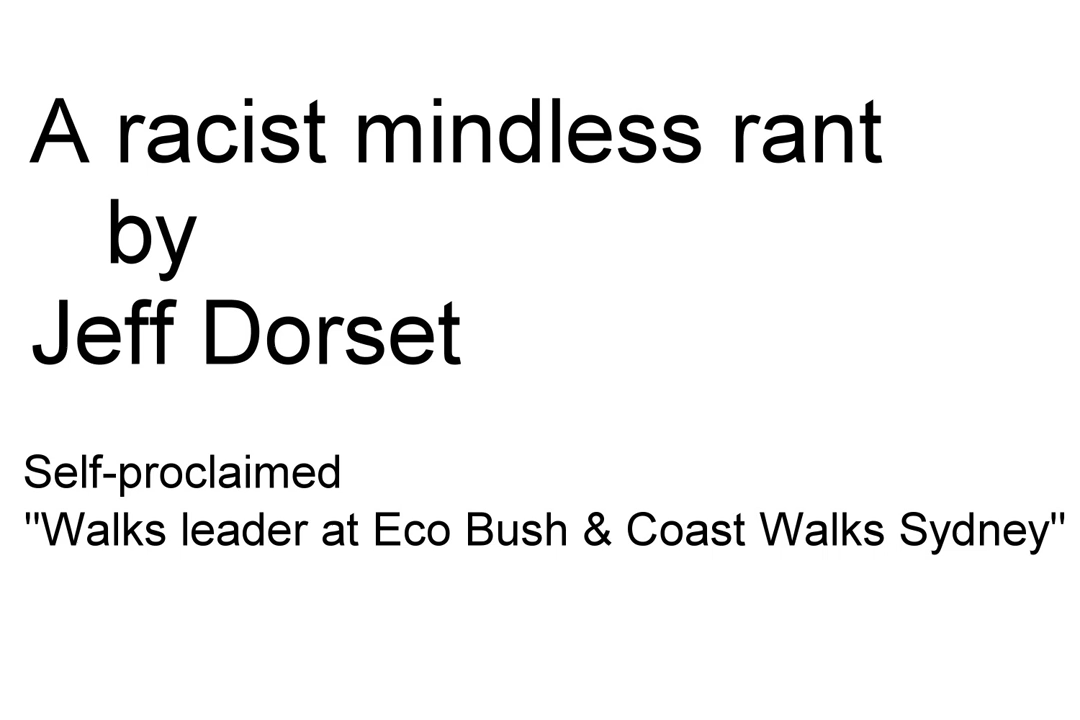 A racist mindless rant
by
Jeff Dorset
Self-proclaimed
"Walks leader at Eco Bush & Coast Walks Sydney"